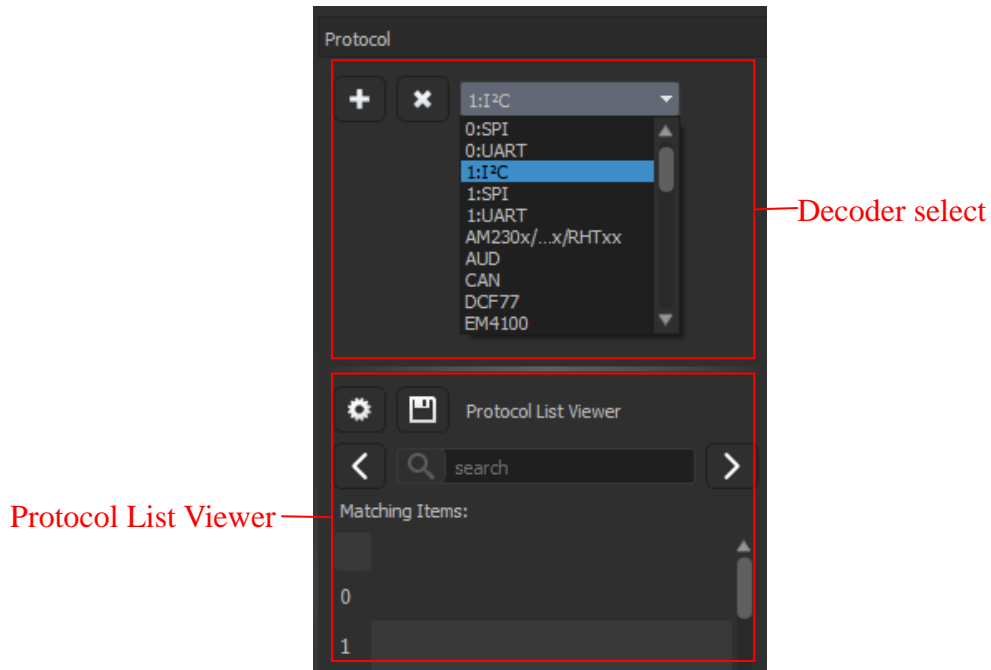 Protocol
1:I²C
0:SPI
0:UART
1:I²C
1:SPI
1:UART
AM230x/...x/RHTxx
AUD
CAN
DCF77
EM4100
Decoder select
Protocol List Viewer
search
Protocol List Viewer
Matching Items:
0
1